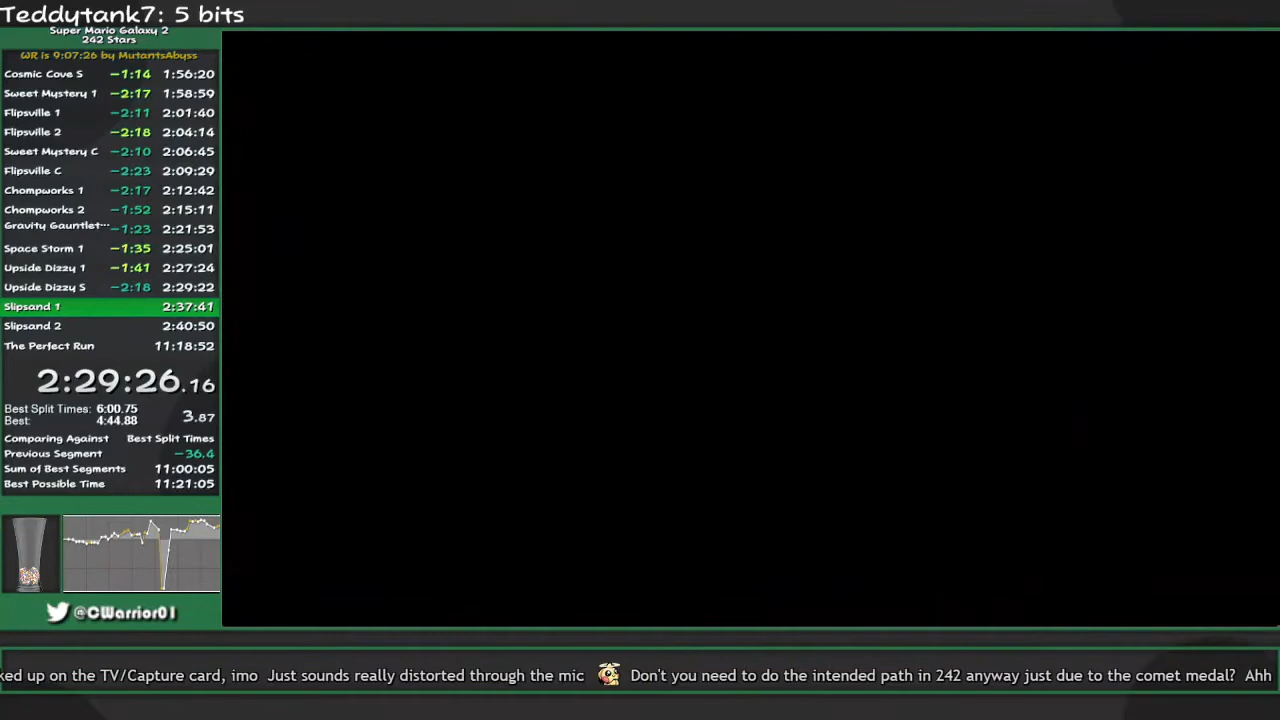 Teddytank7: 5 bits
Super Mario Galaxy 2
242 Stars
WR is 9:07:26 by MutantsAbyss
Cosmic Cove S −1:14 1:56:20
Sweet Mystery 1 −2:17 1:58:59
Flipsville 1 −2:11 2:01:40
Flipsville 2 −2:18 2:04:14
Sweet Mystery C −2:10 2:06:45
Flipsville C −2:23 2:09:29
Chompworks 1 −2:17 2:12:42
Chompworks 2 −1:52 2:15:11
Gravity Gauntlet... −1:23 2:21:53
Space Storm 1 −1:35 2:25:01
Upside Dizzy 1 −1:41 2:27:24
Upside Dizzy S −2:18 2:29:22
Slipsand 1 2:37:41
Slipsand 2 2:40:50
The Perfect Run 11:18:52
2:29:26.16
Best Split Times: 6:00.75 3.87
Best: 4:44.88
Comparing Against Best Split Times
Previous Segment −36.4
Sum of Best Segments 11:00:05
Best Possible Time 11:21:05
@CWarrior01
ked up on the TV/Capture card, imo Just sounds really distorted through the mic Don't you need to do the intended path in 242 anyway just due to the comet medal? Ahh